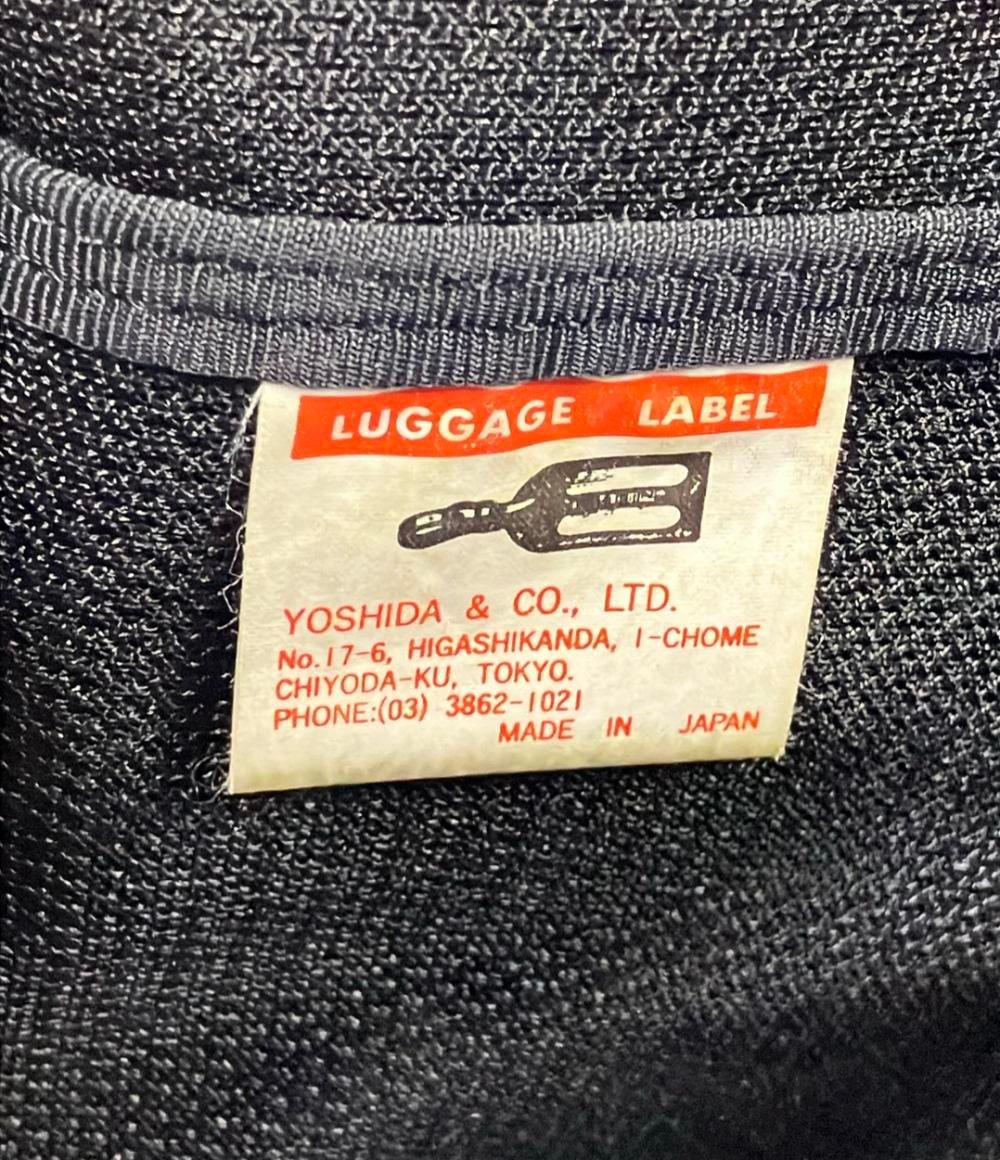 LUGGAGE LABEL
YOSHIDA & CO., LTD.
No.17-6, HIGASHIKANDA, 1-CHOME
CHIYODA-KU, TOKYO.
PHONE:(03) 3862-1021
MADE IN JAPAN